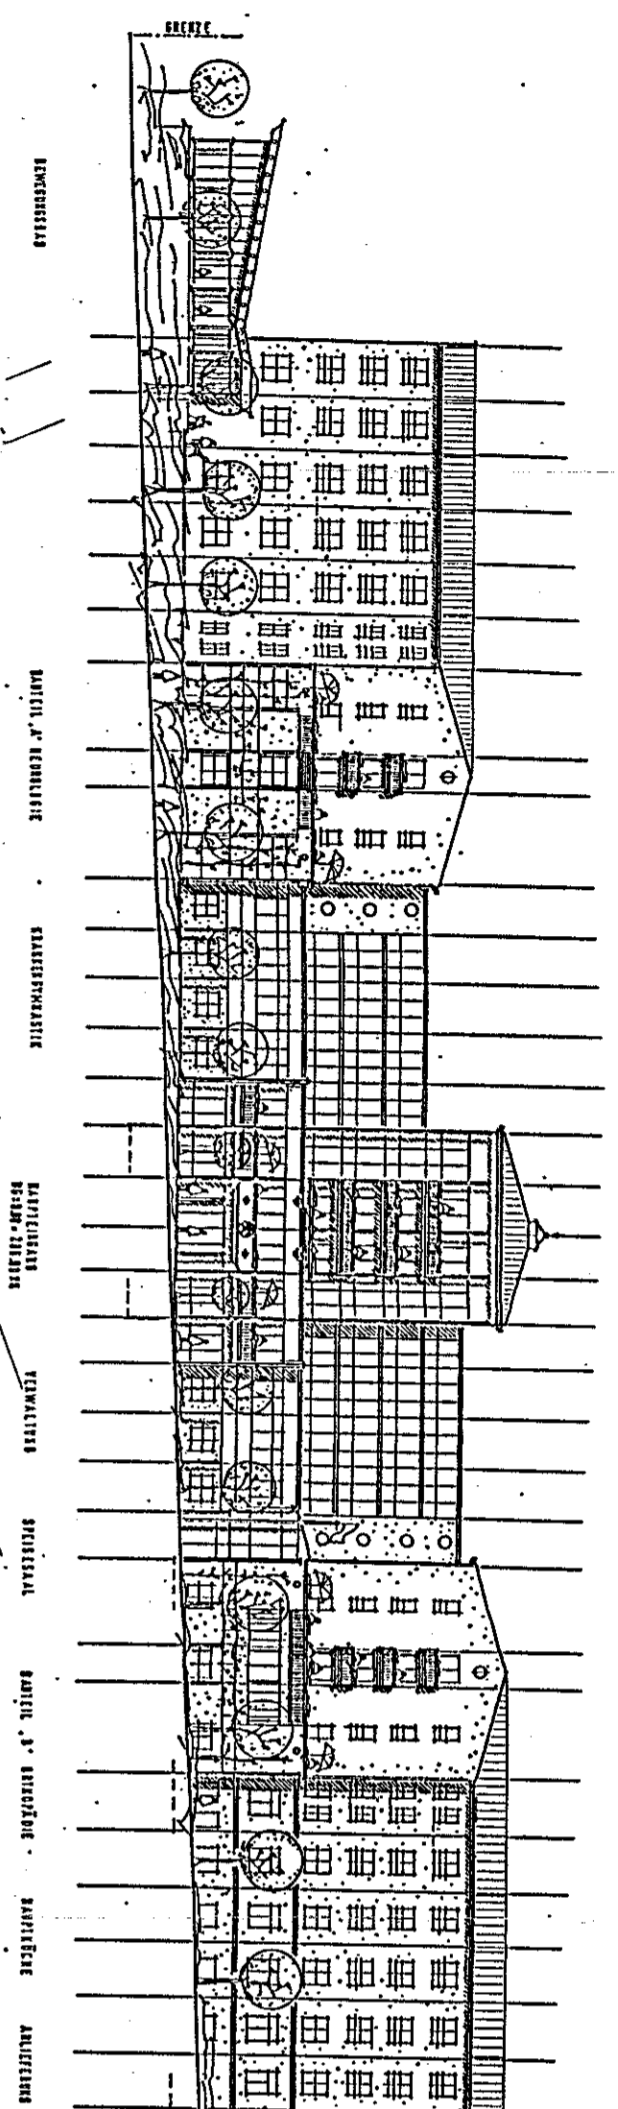 GRENZE
BEWEGUNGSBAD
BAUTEIL „A“ NEUROLOGIE
KRANKENGYMNASTIK
HAUPTEINGANG
VERWALTUNG
SPEISESAAL
BAUTEIL „B“ ORTHOPÄDIE -
HAUPTKÜCHE
ANLIEFERUNG